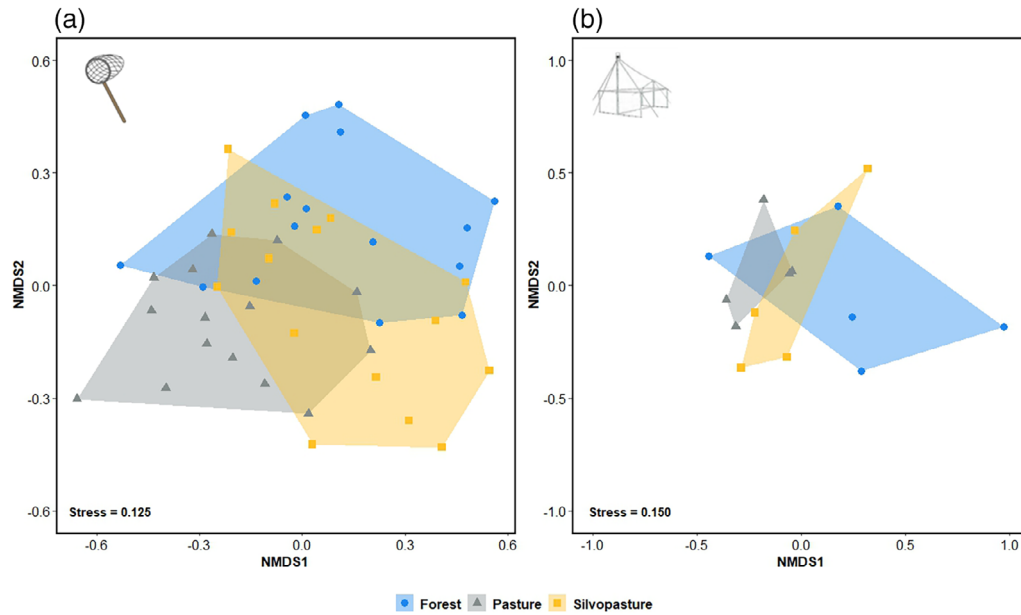 (a)
(b)
NMDS2
0.6
0.3
0.0
-0.3
-0.6
Stress = 0.125
-0.6 -0.3 0.0 0.3 0.6
NMDS1
NMDS2
1.0
0.5
0.0
-0.5
-1.0
Stress = 0.150
-1.0 -0.5 0.0 0.5 1.0
NMDS1
Forest Pasture Silvopasture